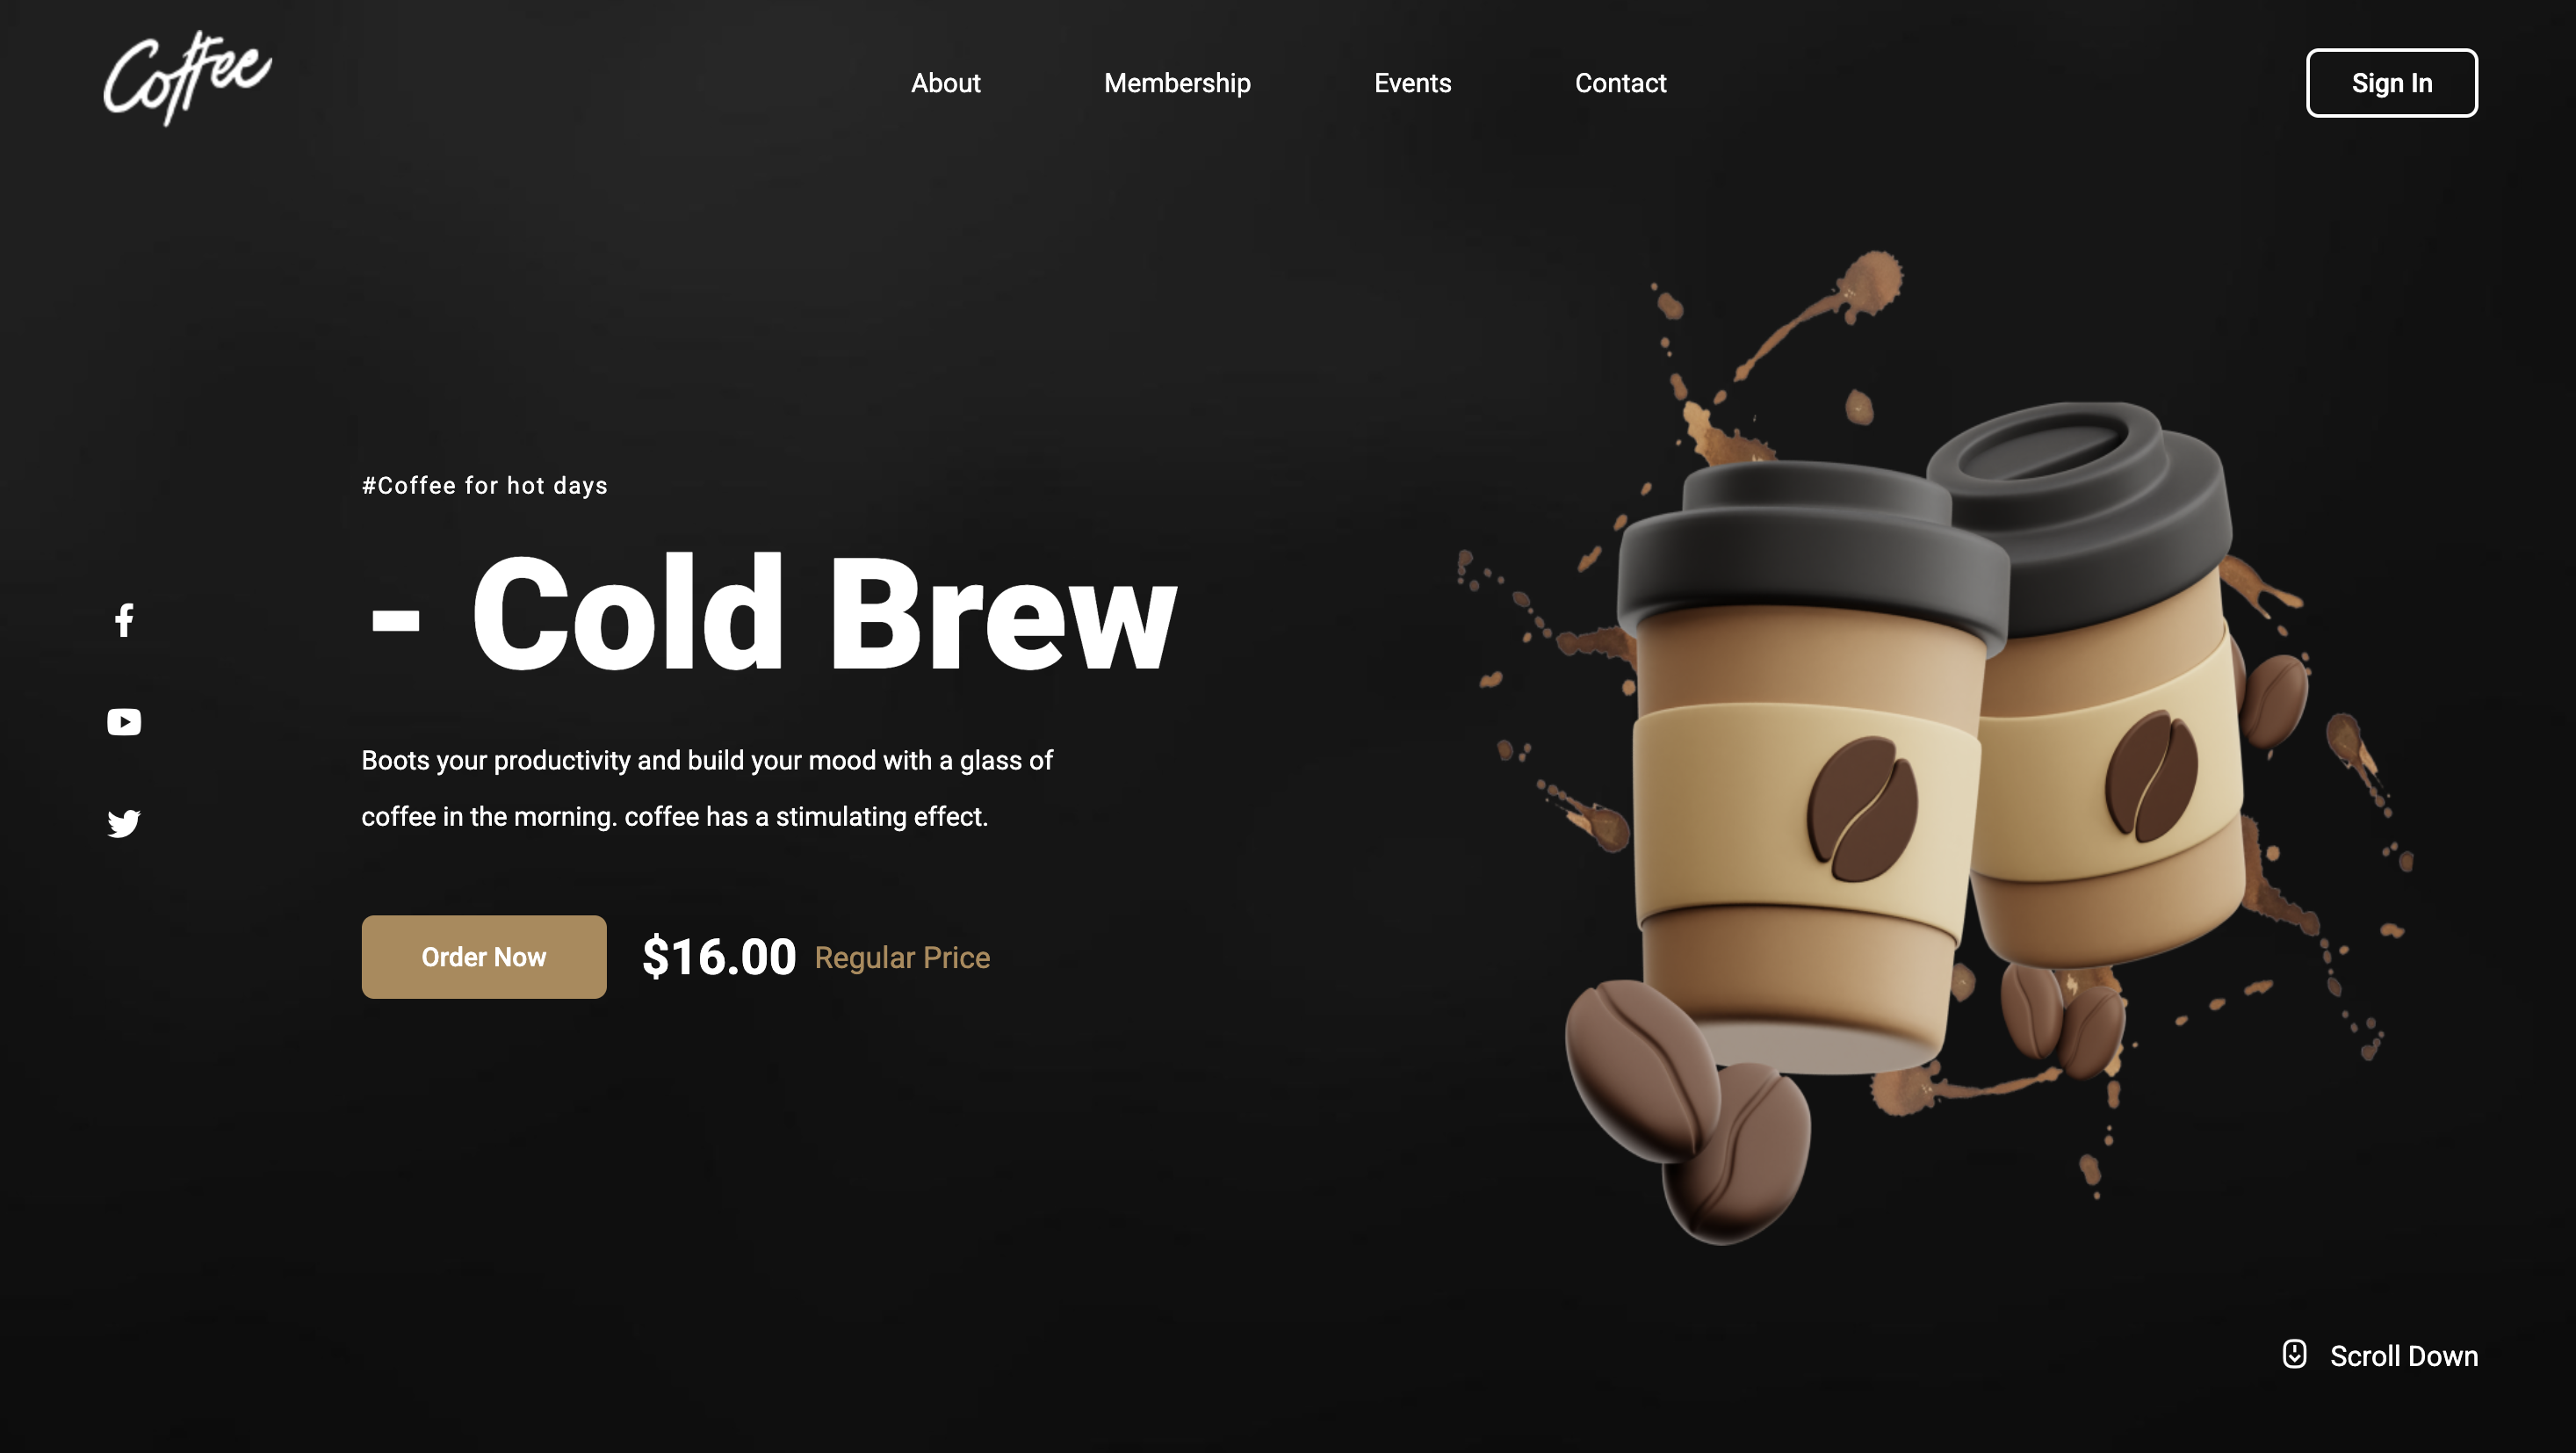 Coffee
About
Membership
Events
Contact
Sign In
#Coffee for hot days
- Cold Brew
Boots your productivity and build your mood with a glass of
coffee in the morning. coffee has a stimulating effect.
Order Now
$16.00 Regular Price
Scroll Down